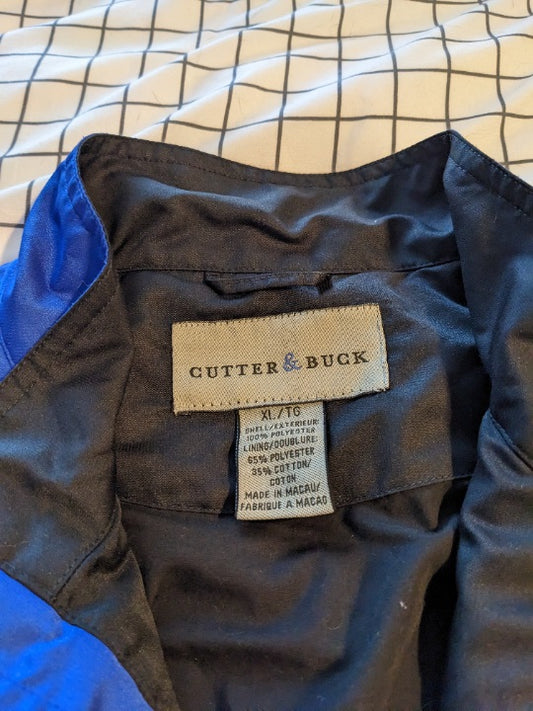 CUTTER & BUCK
XL/TG
SHELL/EXTERIEUR:
100% POLYESTER
LINING/DOUBLURE:
65% POLYESTER
35% COTTON/
COTON
MADE IN MACAU/
FABRIQUE A MACAO